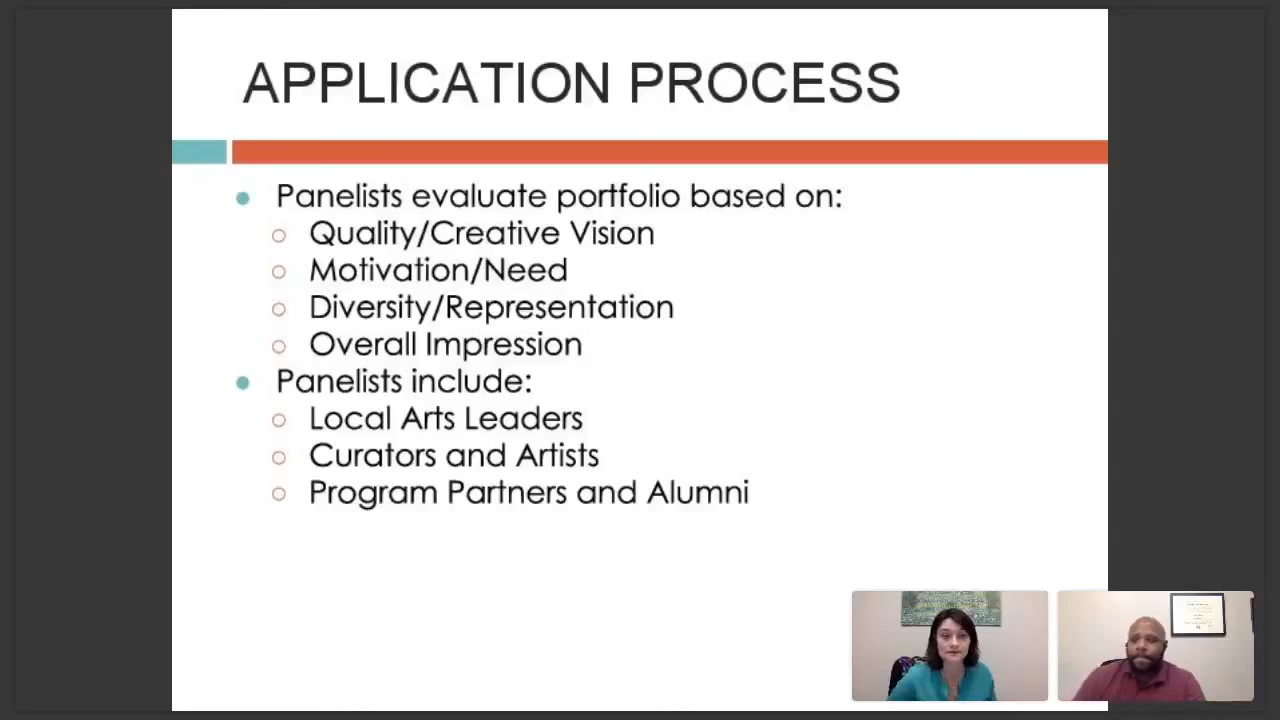 APPLICATION PROCESS
Panelists evaluate portfolio based on:
Quality/Creative Vision
Motivation/Need
Diversity/Representation
Overall Impression
Panelists include:
Local Arts Leaders
Curators and Artists
Program Partners and Alumni